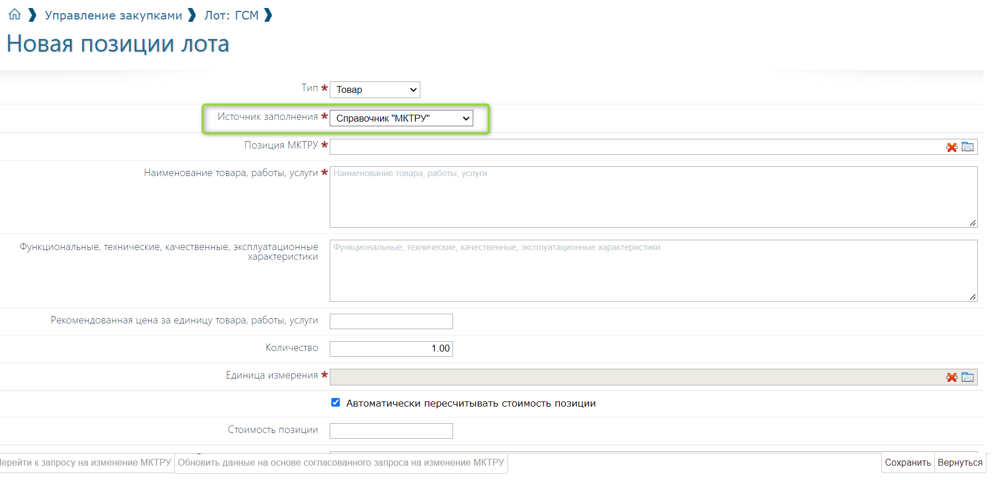 Управление закупками Лот: ГСМ
Новая позиции лота
Тип * Товар
Источник заполнения * Справочник "МКТРУ"
Позиция МКТРУ *
Наименование товара, работы, услуги * Наименование товара, работы, услуги
Функциональные, технические, качественные, эксплуатационные Функциональные, технические, качественные, эксплуатационные характеристики
характеристики
Рекомендованная цена за единицу товара, работы, услуги
Количество 1.00
Единица измерения *
Автоматически пересчитывать стоимость позиции
Стоимость позиции
Перейти к запросу на изменение МКТРУ Обновить данные на основе согласованного запроса на изменение МКТРУ Сохранить Вернуться